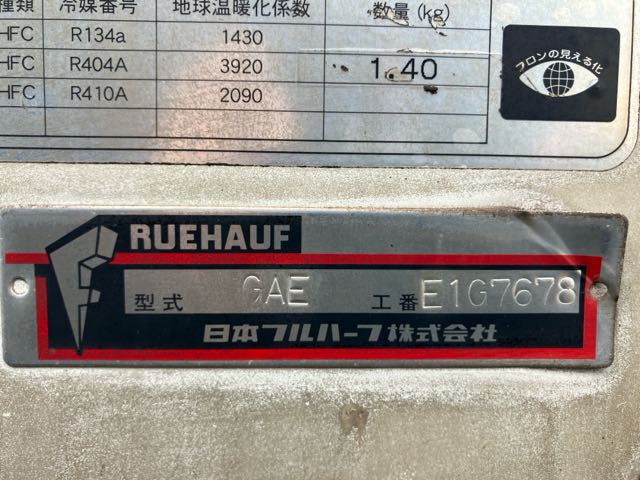 種類 冷媒番号 地球温暖化係数 数量 (kg)
HFC R134a 1430
HFC R404A 3920 1.40
HFC R410A 2090
フロンの見える化
RUEHAUF
型式 GAE 工番 E1G7678
日本フルハーフ株式会社